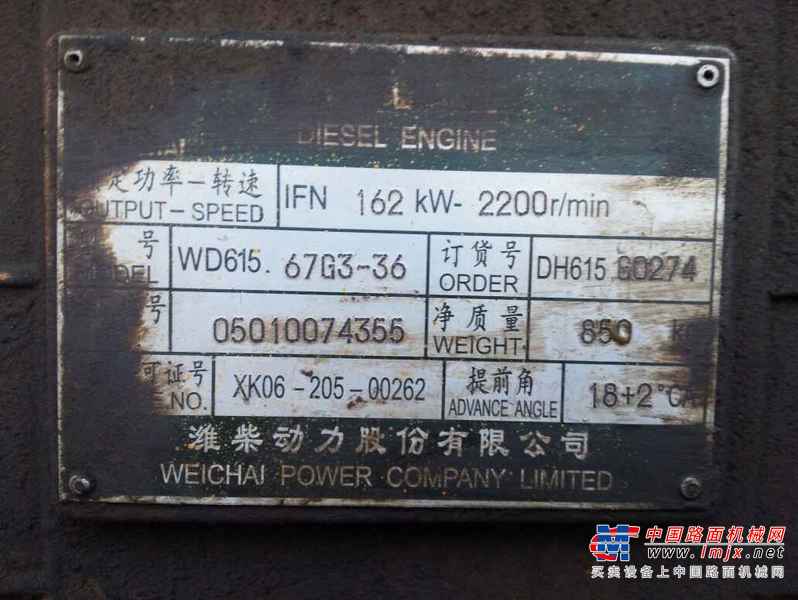 DIESEL ENGINE
定功率－转速 IFN 162 kW- 2200r/min
OUTPUT-SPEED
号 WD615. 67G3-36 订货号 DH615 G0274
ORDER
号 05010074355 净质量 850
WEIGHT
可证号 XK06-205-00262 提前角 18+2°CA
NO. ADVANCE ANGLE
潍柴动力股份有限公司
WEICHAI POWER COMPANY LIMITED
中国路面机械网
www.lmjx.net
买卖设备上中国路面机械网